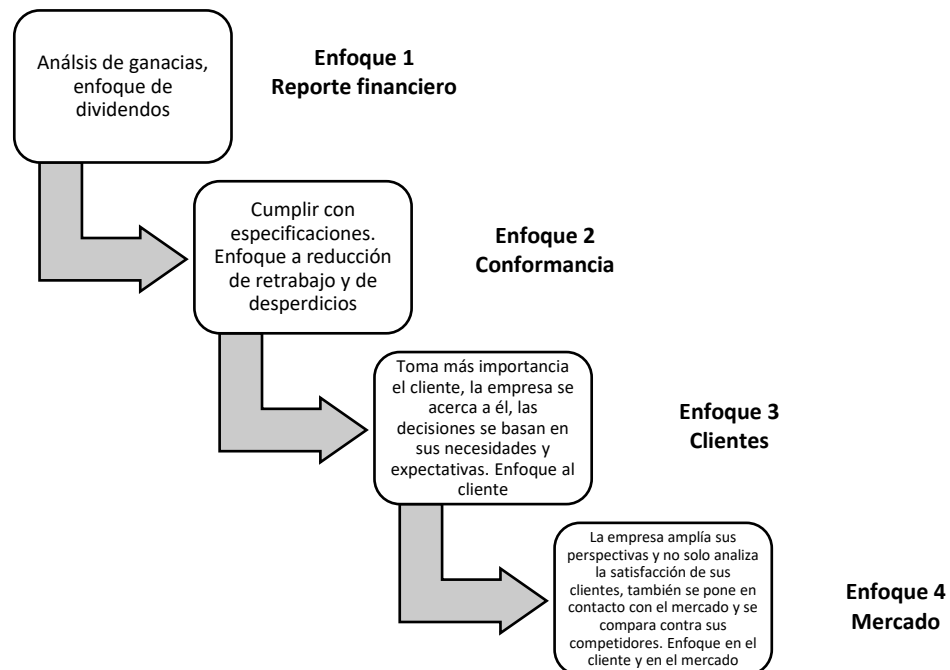 Análsis de ganacias,
enfoque de
dividendos
Enfoque 1
Reporte financiero
Cumplir con
especificaciones.
Enfoque a reducción
de retrabajo y de
desperdicios
Enfoque 2
Conformancia
Toma más importancia
el cliente, la empresa se
acerca a él, las
decisiones se basan en
sus necesidades y
expectativas. Enfoque al
cliente
Enfoque 3
Clientes
La empresa amplía sus
perspectivas y no solo analiza
la satisfacción de sus
clientes, también se pone en
contacto con el mercado y se
compara contra sus
competidores. Enfoque en el
cliente y en el mercado
Enfoque 4
Mercado